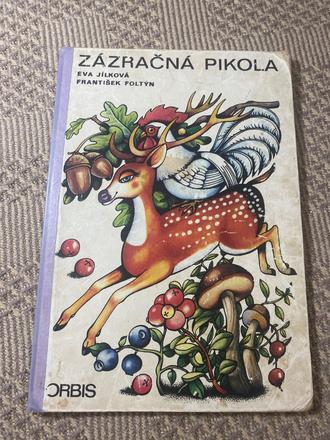 ZÁZRAČNÁ PIKOLA
EVA JÍLKOVÁ
FRANTIŠEK FOLTÝN
ORBIS